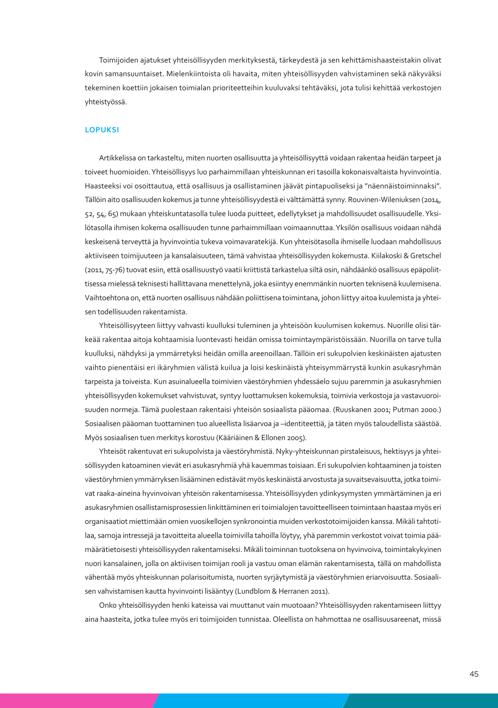 Toimijoiden ajatukset yhteisöllisyyden merkityksestä, tärkeydestä ja sen kehittämishaasteistakin olivat
kovin samansuuntaiset. Mielenkiintoista oli havaita, miten yhteisöllisyyden vahvistaminen sekä näkyväksi
tekeminen koettiin jokaisen toimialan prioriteetteihin kuuluvaksi tehtäväksi, jota tulisi kehittää verkostojen
yhteistyössä.
LOPUKSI
Artikkelissa on tarkasteltu, miten nuorten osallisuutta ja yhteisöllisyyttä voidaan rakentaa heidän tarpeet ja
toiveet huomioiden. Yhteisöllisyys luo parhaimmillaan yhteiskunnan eri tasoilla kokonaisvaltaista hyvinvointia.
Haasteeksi voi osoittautua, että osallisuus ja osallistaminen jäävät pintapuoliseksi ja "näennäistoiminnaksi".
Tällöin aito osallisuuden kokemus ja tunne yhteisöllisyydestä ei välttämättä synny. Rouvinen-Wileniuksen (2014,
52, 54, 65) mukaan yhteiskuntatasolla tulee luoda puitteet, edellytykset ja mahdollisuudet osallisuudelle. Yksi-
lötasolla ihmisen kokema osallisuuden tunne parhaimmillaan voimaannuttaa. Yksilön osallisuus voidaan nähdä
keskeisenä terveyttä ja hyvinvointia tukeva voimavaratekijä. Kun yhteisötasolla ihmiselle luodaan mahdollisuus
aktiiviseen toimijuuteen ja kansalaisuuteen, tämä vahvistaa yhteisöllisyyden kokemusta. Kiilakoski & Gretschel
(2011, 75-76) tuovat esiin, että osallisuustyö vaatii kriittistä tarkastelua siltä osin, nähdäänkö osallisuus epäpoliit-
tisessa mielessä teknisesti hallittavana menettelynä, joka esiintyy enemmänkin nuorten teknisenä kuulemisena.
Vaihtoehtona on, että nuorten osallisuus nähdään poliittisena toimintana, johon liittyy aitoa kuulemista ja yhtei-
sen todellisuuden rakentamista.
Yhteisöllisyyteen liittyy vahvasti kuulluksi tuleminen ja yhteisöön kuulumisen kokemus. Nuorille olisi tär-
keää rakentaa aitoja kohtaamisia luontevasti heidän omissa toimintaympäristöissään. Nuorilla on tarve tulla
kuulluksi, nähdyksi ja ymmärretyksi heidän omilla areenoillaan. Tällöin eri sukupolvien keskinäisten ajatusten
vaihto pienentäisi eri ikäryhmien välistä kuilua ja loisi keskinäistä yhteisymmärrystä kunkin asukasryhmän
tarpeista ja toiveista. Kun asuinalueella toimivien väestöryhmien yhdessäelo sujuu paremmin ja asukasryhmien
yhteisöllisyyden kokemukset vahvistuvat, syntyy luottamuksen kokemuksia, toimivia verkostoja ja vastavuoroi-
suuden normeja. Tämä puolestaan rakentaisi yhteisön sosiaalista pääomaa. (Ruuskanen 2001; Putman 2000.)
Sosiaalisen pääoman tuottaminen tuo alueellista lisäarvoa ja –identiteettiä, ja täten myös taloudellista säästöä.
Myös sosiaalisen tuen merkitys korostuu (Kääriäinen & Ellonen 2005).
Yhteisöt rakentuvat eri sukupolvista ja väestöryhmistä. Nyky-yhteiskunnan pirstaleisuus, hektisyys ja yhtei-
söllisyyden katoaminen vievät eri asukasryhmiä yhä kauemmas toisiaan. Eri sukupolvien kohtaaminen ja toisten
väestöryhmien ymmärryksen lisääminen edistävät myös keskinäistä arvostusta ja suvaitsevaisuutta, jotka toimi-
vat raaka-aineina hyvinvoivan yhteisön rakentamisessa. Yhteisöllisyyden ydinkysymysten ymmärtäminen ja eri
asukasryhmien osallistamisprosessien linkittäminen eri toimialojen tavoitteelliseen toimintaan haastaa myös eri
organisaatiot miettimään omien vuosikellojen synkronointia muiden verkostotoimijoiden kanssa. Mikäli tahtoti-
laa, samoja intressejä ja tavoitteita alueella toimivilla tahoilla löytyy, yhä paremmin verkostot voivat toimia pää-
määrätietoisesti yhteisöllisyyden rakentamiseksi. Mikäli toiminnan tuotoksena on hyvinvoiva, toimintakykyinen
nuori kansalainen, jolla on aktiivisen toimijan rooli ja vastuu oman elämän rakentamisesta, tällä on mahdollista
vähentää myös yhteiskunnan polarisoitumista, nuorten syrjäytymistä ja väestöryhmien eriarvoisuutta. Sosiaali-
sen vahvistamisen kautta hyvinvointi lisääntyy (Lundblom & Herranen 2011).
Onko yhteisöllisyyden henki kateissa vai muuttanut vain muotoaan? Yhteisöllisyyden rakentamiseen liittyy
aina haasteita, jotka tulee myös eri toimijoiden tunnistaa. Oleellista on hahmottaa ne osallisuusareenat, missä
45